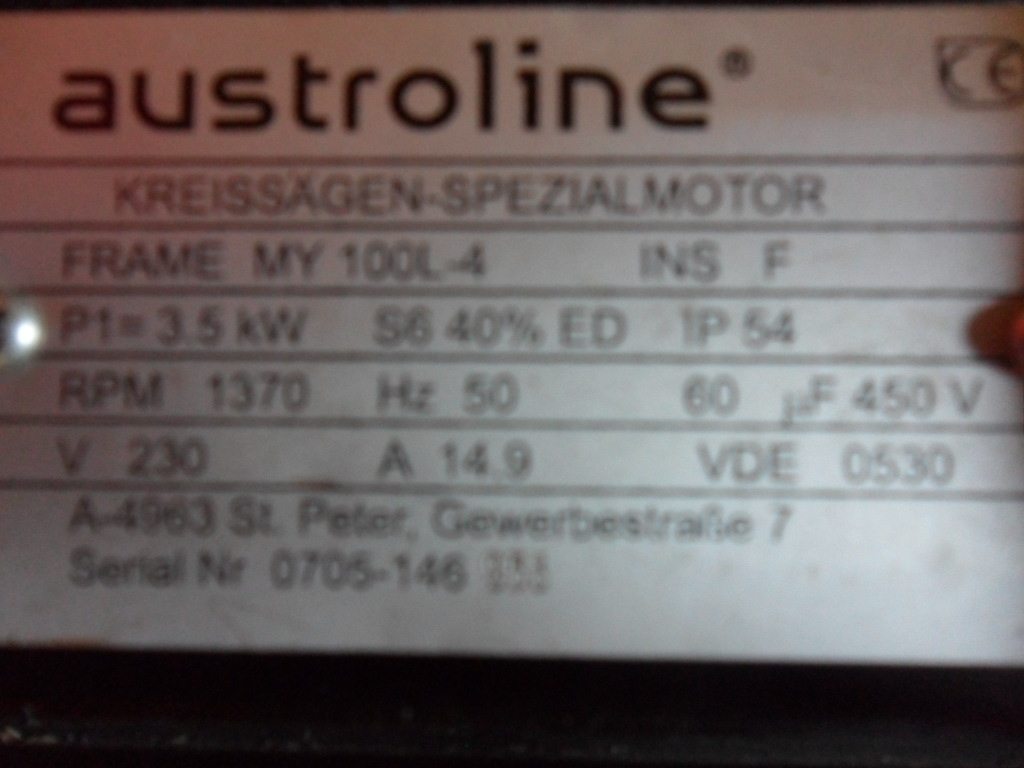 austroline®
CE
KREISSÄGEN-SPEZIALMOTOR
FRAME MY 100L-4 INS F
P1= 3.5 kW S6 40% ED IP 54
RPM 1370 Hz 50 60 µF 450 V
V 230 A 14.9 VDE 0530
A-4963 St. Peter, Gewerbestraße 7
Serial Nr 0705-146